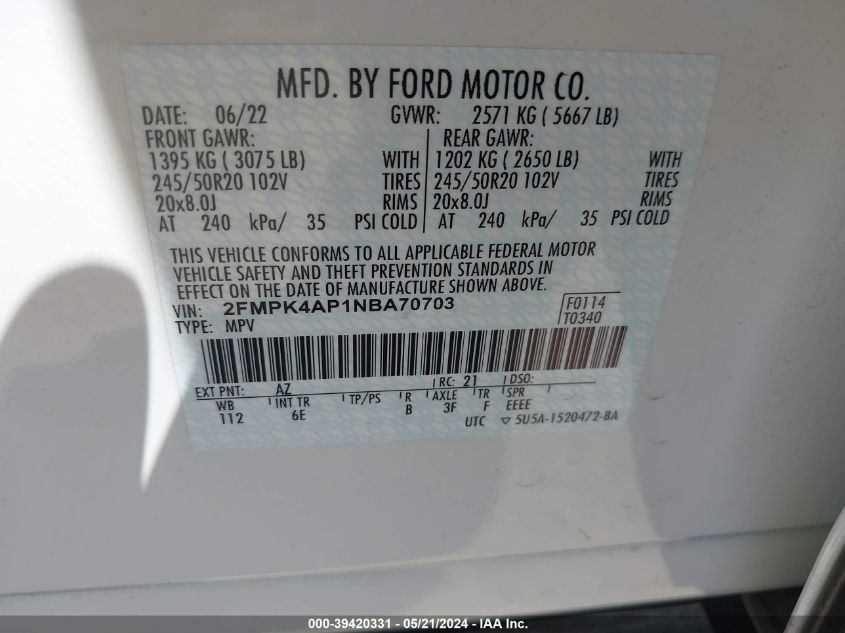 MFD. BY FORD MOTOR CO.
DATE: 06/22 GVWR: 2571 KG ( 5667 LB)
FRONT GAWR: REAR GAWR:
1395 KG ( 3075 LB) WITH 1202 KG ( 2650 LB) WITH
245/50R20 102V TIRES 245/50R20 102V TIRES
20x8.0J RIMS 20x8.0J RIMS
AT 240 kPa/ 35 PSI COLD AT 240 kPa/ 35 PSI COLD
THIS VEHICLE CONFORMS TO ALL APPLICABLE FEDERAL MOTOR
VEHICLE SAFETY AND THEFT PREVENTION STANDARDS IN
EFFECT ON THE DATE OF MANUFACTURE SHOWN ABOVE.
VIN: 2FMPK4AP1NBA70703 F0114
TYPE: MPV T0340
EXT PNT: AZ RC: 21 DSO:
WB INT TR TP/PS R AXLE TR SPR
112 6E B 3F F EEEE
UTC ▽ 5U5A-1520472-BA
000-39420331 - 05/21/2024 - IAA Inc.